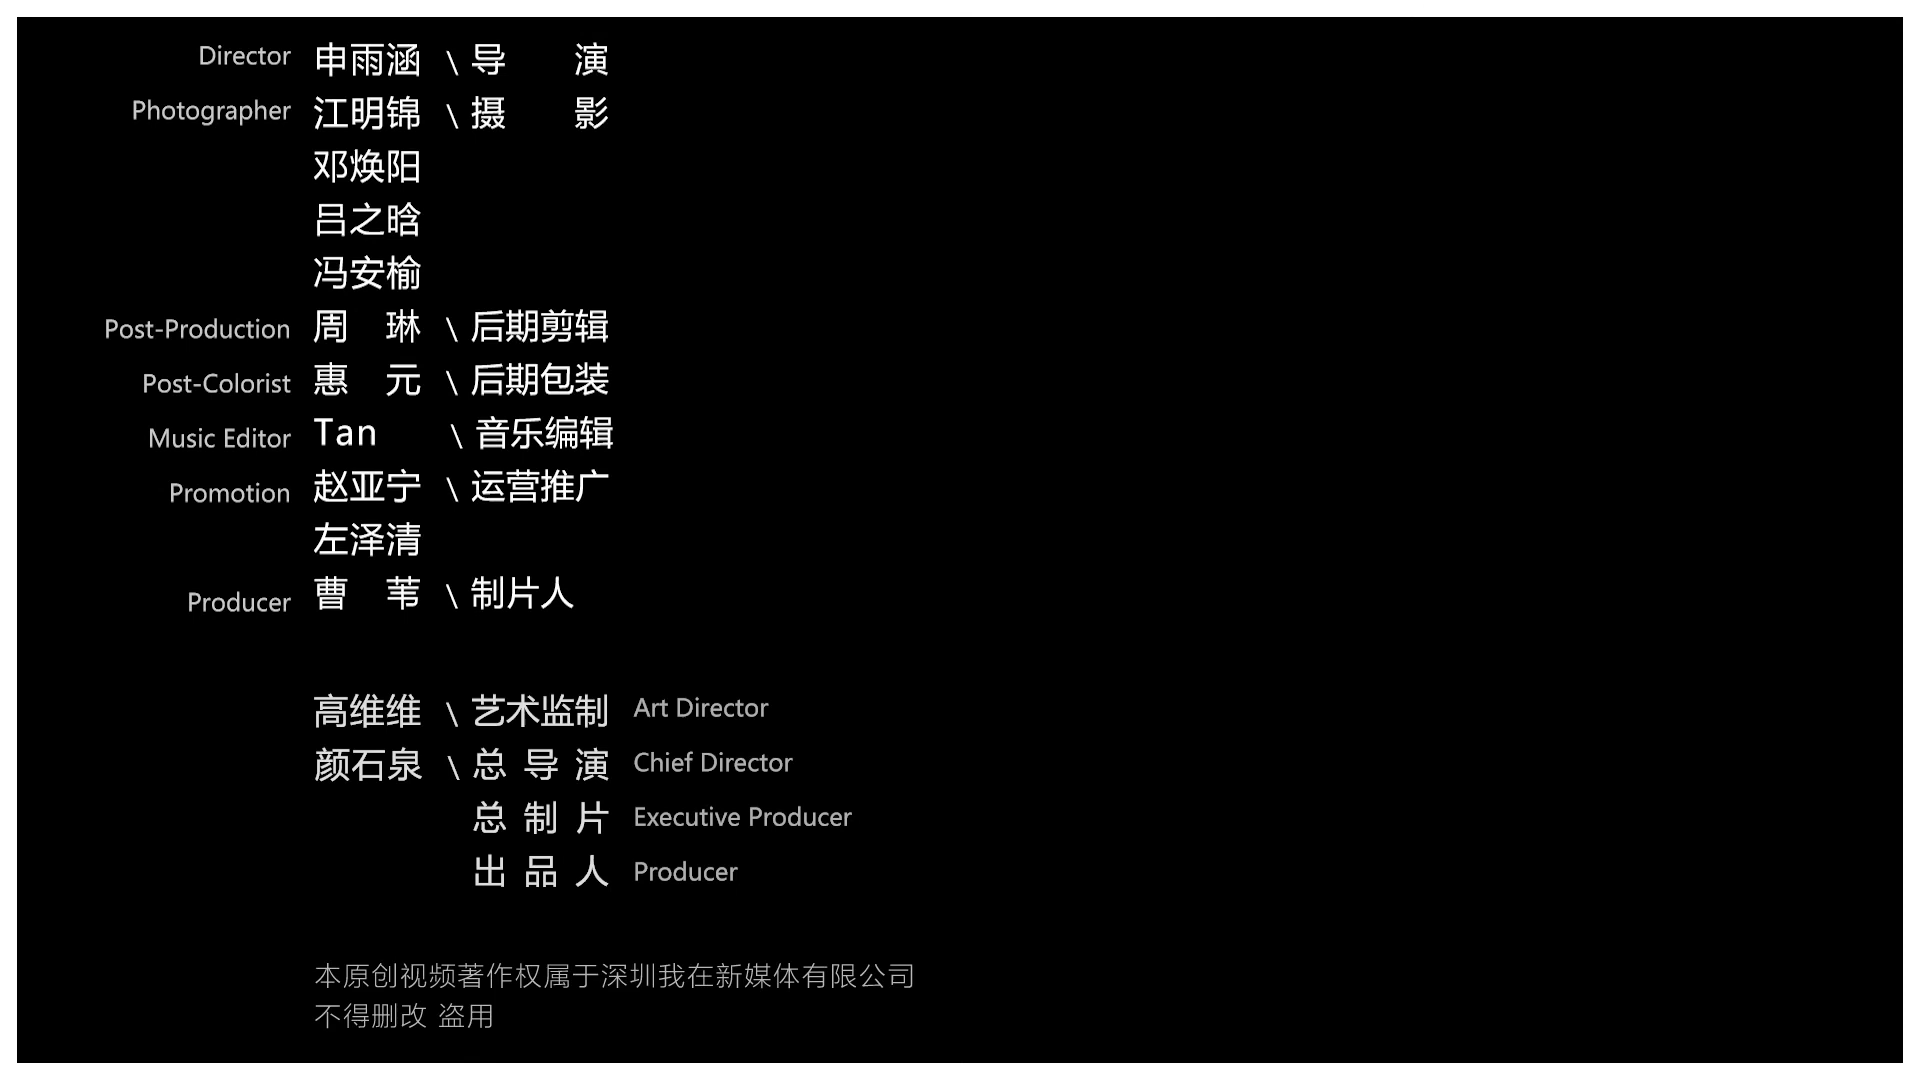 Director 申雨涵 \ 导 演
Photographer 江明锦 \ 摄 影
邓焕阳
吕之晗
冯安榆
Post-Production 周 琳 \ 后期剪辑
Post-Colorist 惠 元 \ 后期包装
Music Editor Tan \ 音乐编辑
Promotion 赵亚宁 \ 运营推广
左泽清
Producer 曹 苇 \ 制片人
高维维 \ 艺术监制 Art Director
颜石泉 \ 总 导 演 Chief Director
总 制 片 Executive Producer
出 品 人 Producer
本原创视频著作权属于深圳我在新媒体有限公司
不得删改 盗用